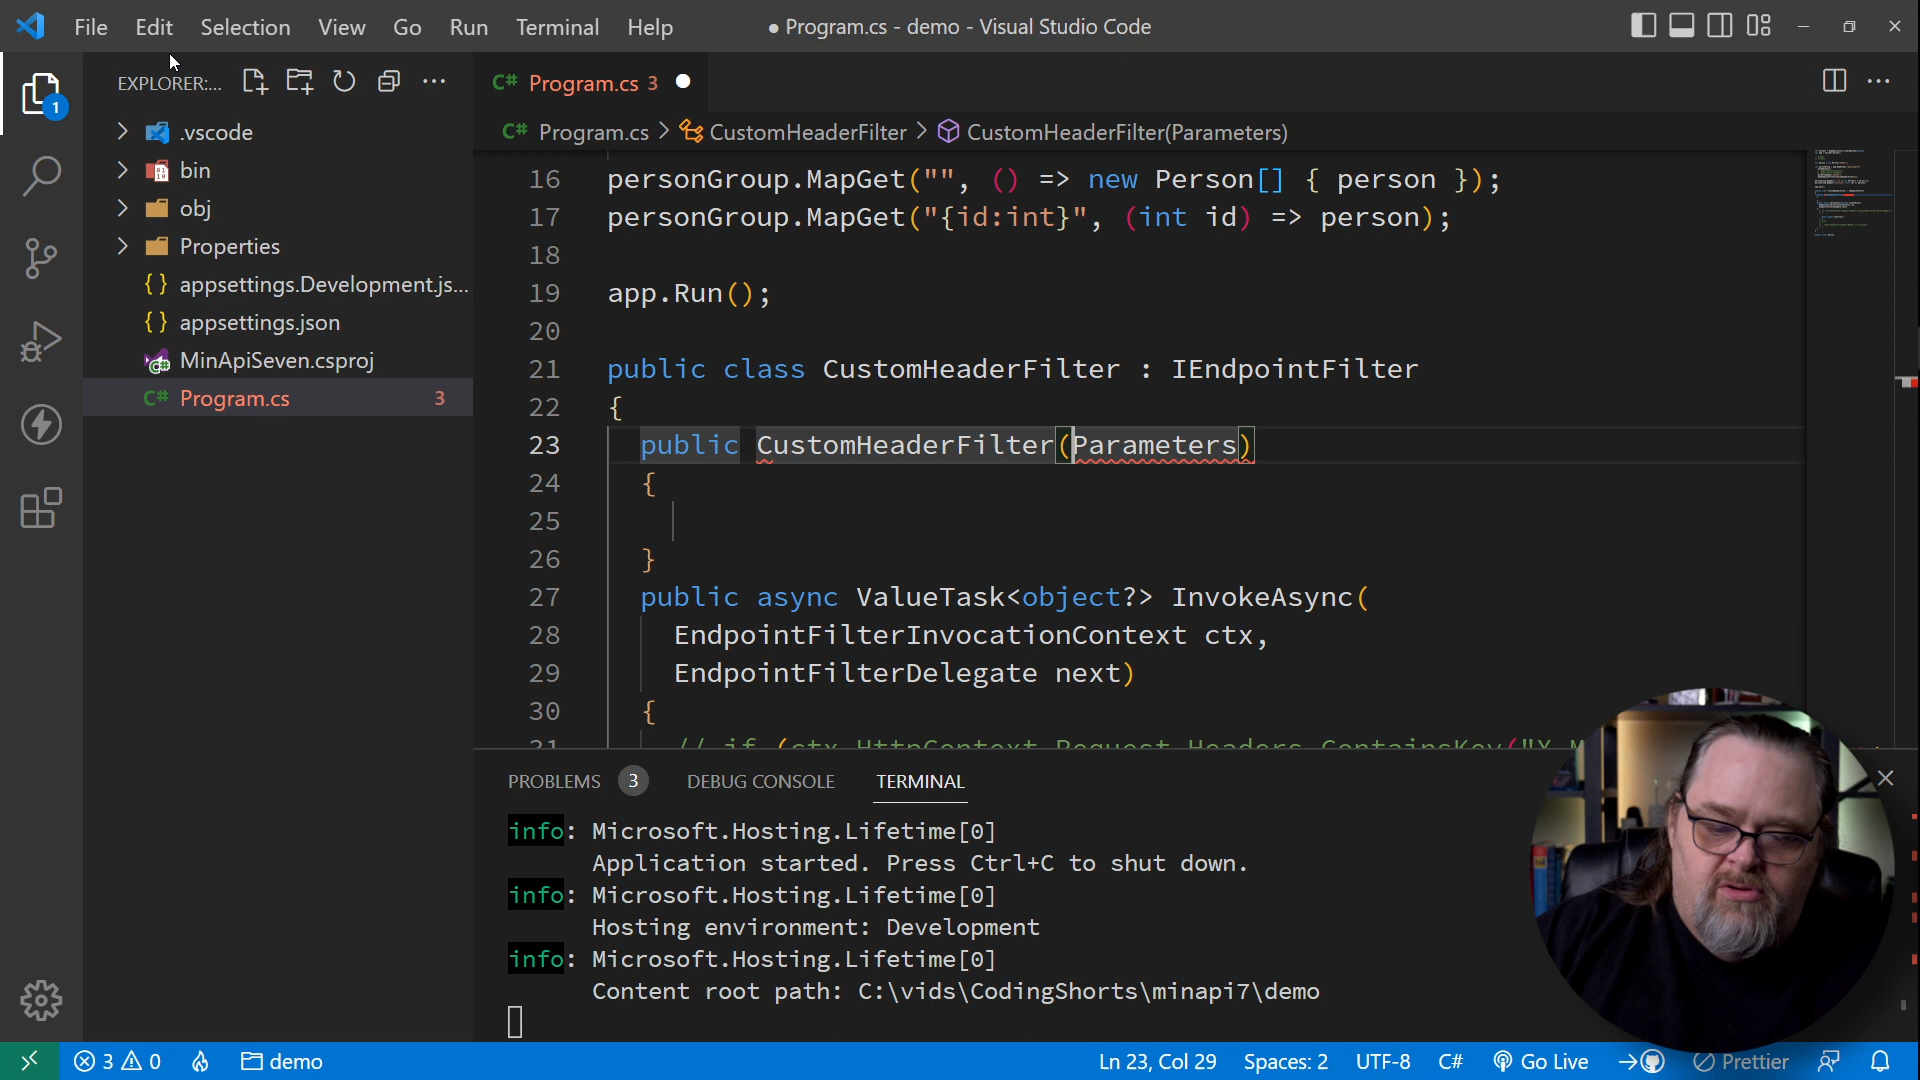 File Edit Selection View Go Run Terminal Help
● Program.cs - demo - Visual Studio Code
EXPLORER:...
1
.vscode
bin
obj
Properties
{ } appsettings.Development.js...
{ } appsettings.json
MinApiSeven.csproj
C# Program.cs 3
C# Program.cs 3
C# Program.cs > CustomHeaderFilter > CustomHeaderFilter(Parameters)
16 personGroup.MapGet("", () => new Person[] { person });
17 personGroup.MapGet("{id:int}", (int id) => person);
18
19 app.Run();
20
21 public class CustomHeaderFilter : IEndpointFilter
22 {
23 public CustomHeaderFilter(Parameters)
24 {
25
26 }
27 public async ValueTask<object?> InvokeAsync(
28 EndpointFilterInvocationContext ctx,
29 EndpointFilterDelegate next)
30 {
31 // if (ctx.HttpContext.Request.Headers.ContainsKey("X-M
PROBLEMS 3 DEBUG CONSOLE TERMINAL
info: Microsoft.Hosting.Lifetime[0]
Application started. Press Ctrl+C to shut down.
info: Microsoft.Hosting.Lifetime[0]
Hosting environment: Development
info: Microsoft.Hosting.Lifetime[0]
Content root path: C:\vids\CodingShorts\minapi7\demo
3 0 demo Ln 23, Col 29 Spaces: 2 UTF-8 C# Go Live Prettier